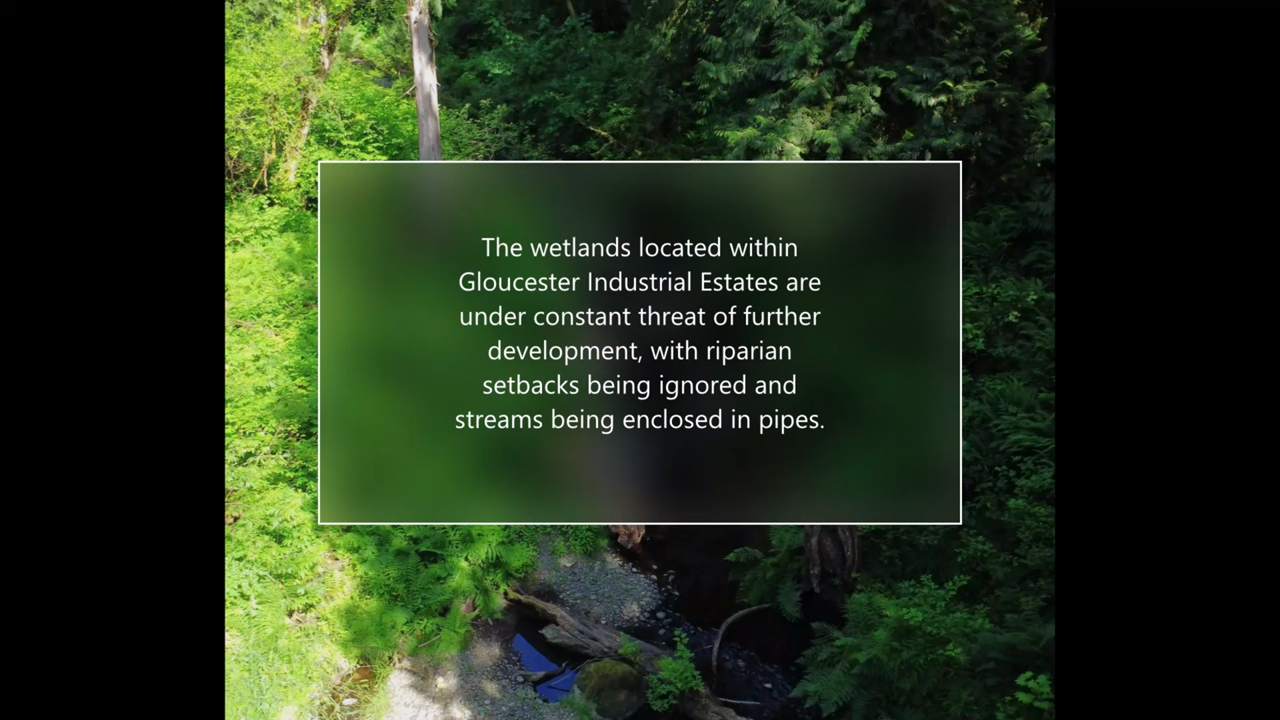 The wetlands located within
Gloucester Industrial Estates are
under constant threat of further
development, with riparian
setbacks being ignored and
streams being enclosed in pipes.